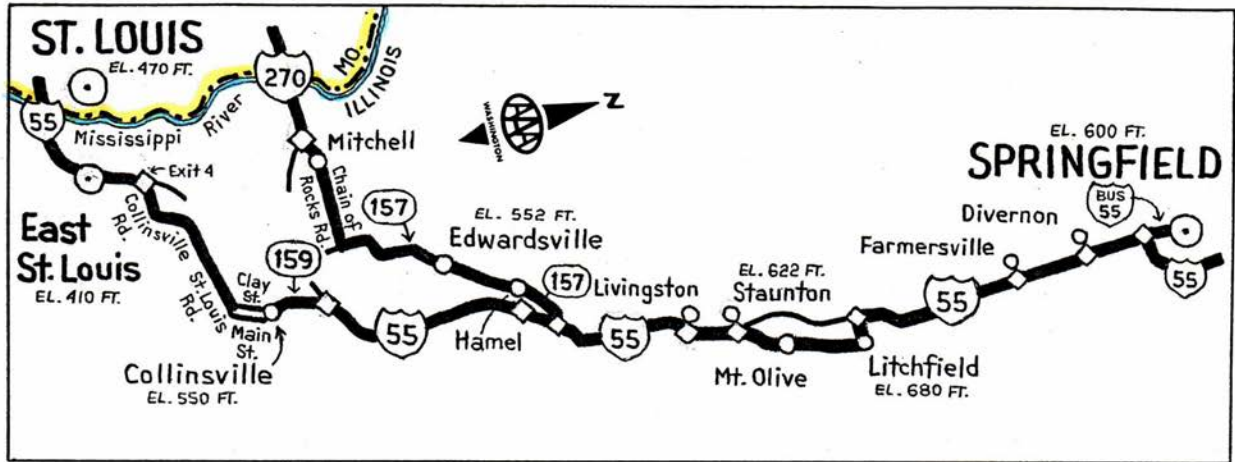 ST. LOUIS
EL. 470 FT.
270
MO.
ILLINOIS
55
Mississippi
River
Mitchell
WASHINGTON
AAA
N
Exit 4
Collinsville
Rd.
East
St. Louis
EL. 410 FT.
St. Louis
Rd.
Chain of
Rocks Rd.
157
EL. 552 FT.
Edwardsville
159
Clay
St.
Main
St.
Collinsville
EL. 550 FT.
55
Hamel
157
Livingston
55
EL. 622 FT.
Staunton
Mt. Olive
Litchfield
EL. 680 FT.
Farmersville
55
Divernon
EL. 600 FT.
SPRINGFIELD
BUS
55
55